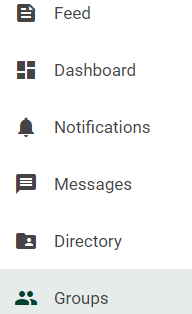 Feed
Dashboard
Notifications
Messages
Directory
Groups